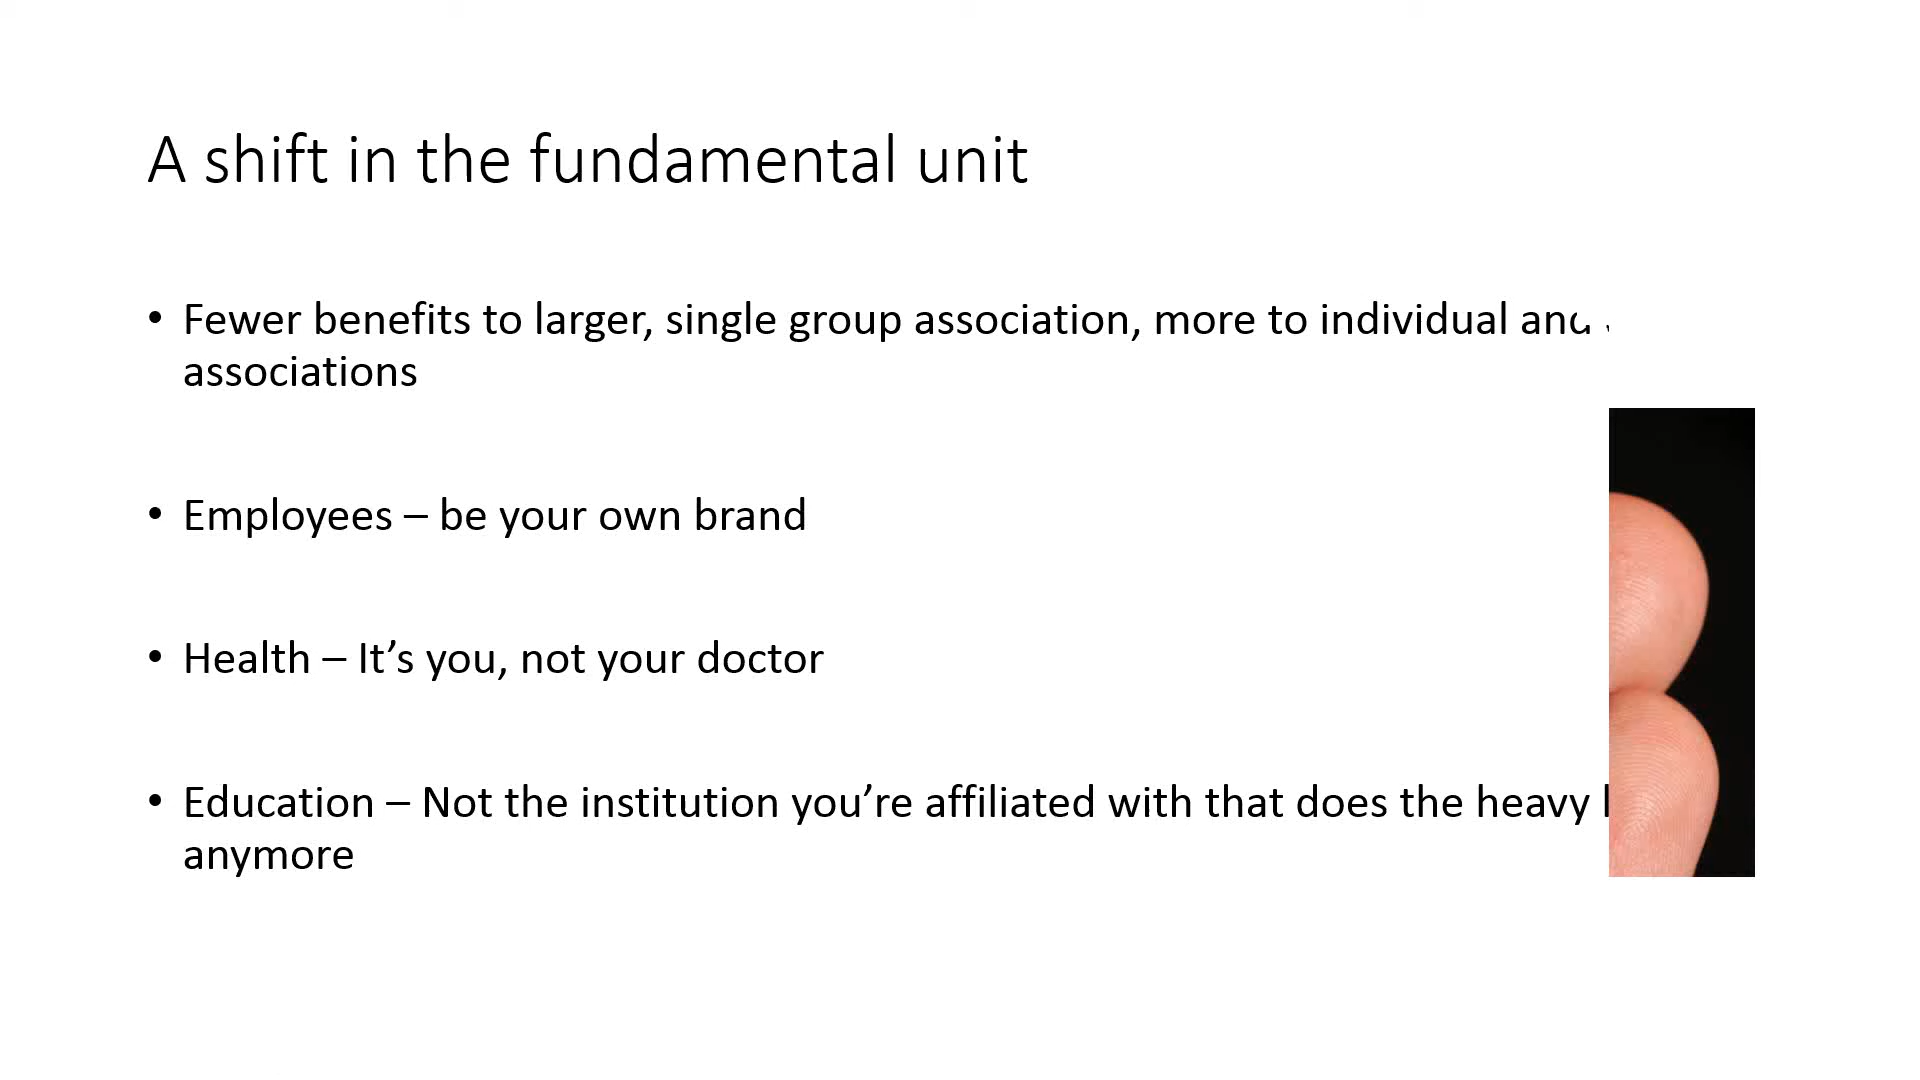 A shift in the fundamental unit
• Fewer benefits to larger, single group association, more to individual and
associations
• Employees – be your own brand
• Health – It’s you, not your doctor
• Education – Not the institution you’re affiliated with that does the heavy
anymore